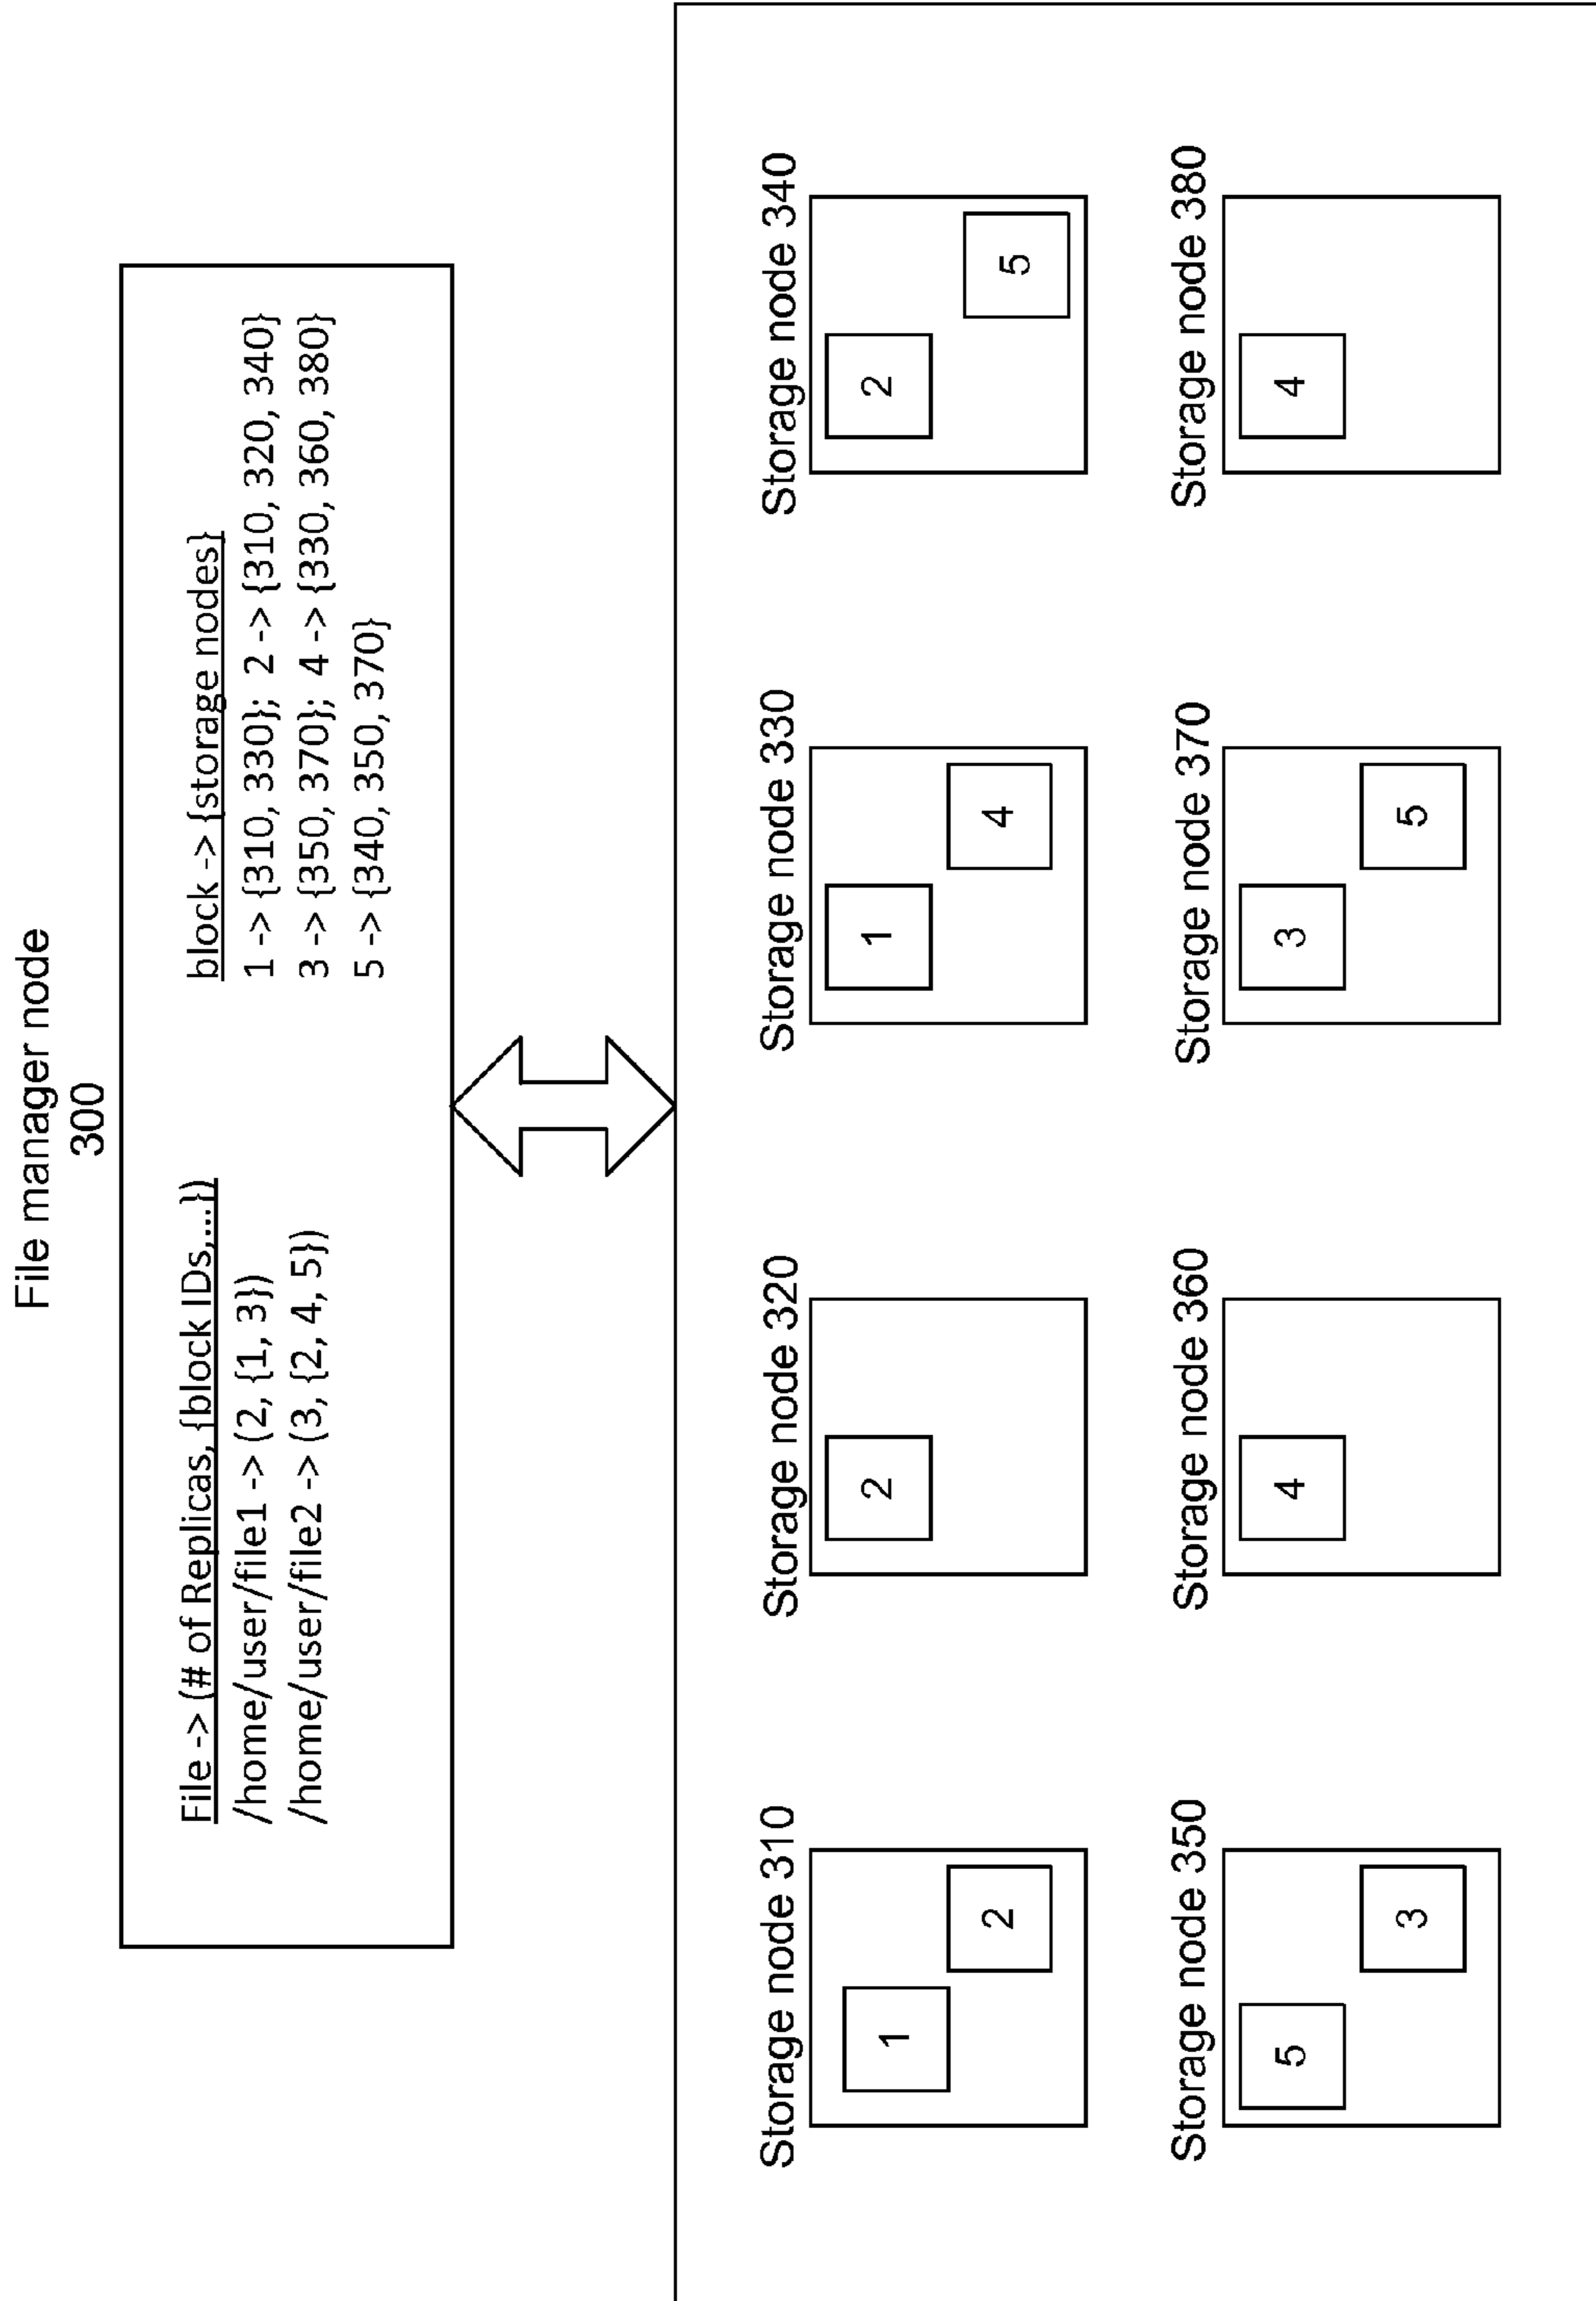 File manager node
300
File -> (# of Replicas, {block IDs,...})
/home/user/file1 -> (2, {1, 3})
/home/user/file2 -> (3, {2, 4, 5})
block -> {storage nodes}
1 -> {310, 330}; 2 -> {310, 320, 340}
3 -> {350, 370}; 4 -> {330, 360, 380}
5 -> {340, 350, 370}
Storage node 310
1
2
Storage node 320
2
Storage node 330
1
4
Storage node 340
2
5
Storage node 350
5
3
Storage node 360
4
Storage node 370
3
5
Storage node 380
4